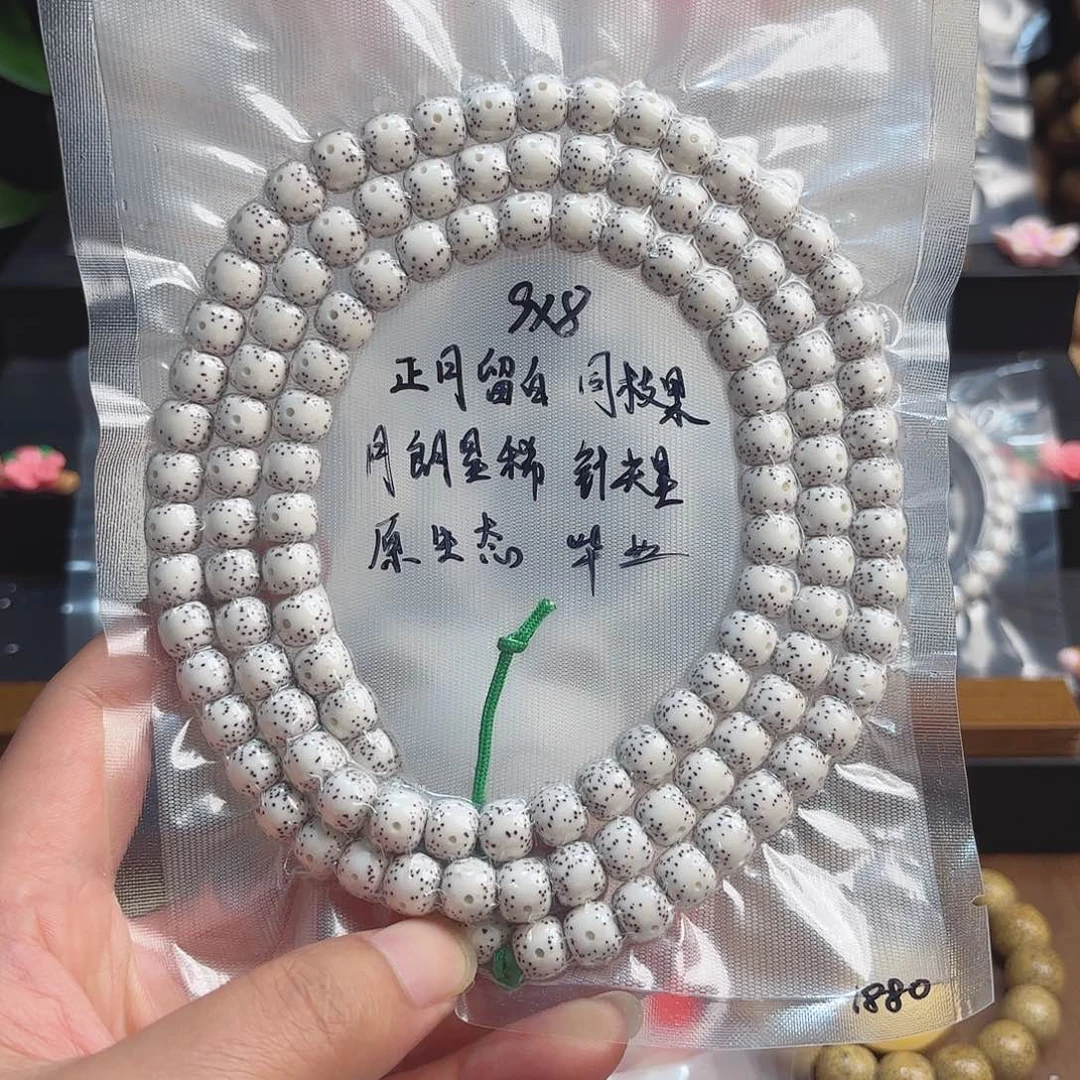 9X8
正月留白 同枝果
月朗星稀 针尖星
原生态 毕业
1880